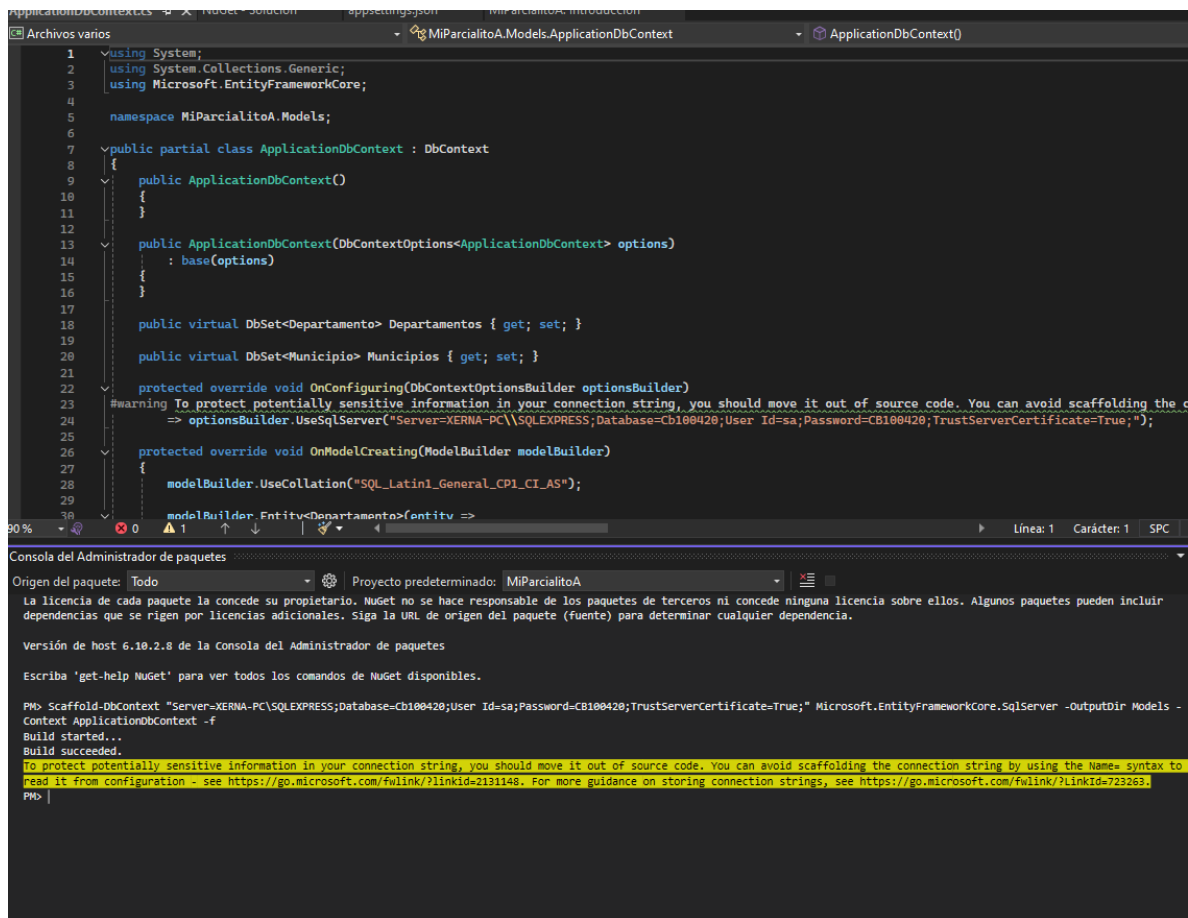 ApplicationDbContext.cs NuGet - Solución appsettings.json MiParcialitoA: Introducción
C# Archivos varios MiParcialitoA.Models.ApplicationDbContext ApplicationDbContext()
1 using System;
2 using System.Collections.Generic;
3 using Microsoft.EntityFrameworkCore;
4
5 namespace MiParcialitoA.Models;
6
7 public partial class ApplicationDbContext : DbContext
8 {
9 public ApplicationDbContext()
10 {
11 }
12
13 public ApplicationDbContext(DbContextOptions<ApplicationDbContext> options)
14 : base(options)
15 {
16 }
17
18 public virtual DbSet<Departamento> Departamentos { get; set; }
19
20 public virtual DbSet<Municipio> Municipios { get; set; }
21
22 protected override void OnConfiguring(DbContextOptionsBuilder optionsBuilder)
23 #warning To protect potentially sensitive information in your connection string, you should move it out of source code. You can avoid scaffolding the c
24 => optionsBuilder.UseSqlServer("Server=XERNA-PC\\SQLEXPRESS;Database=Cb100420;User Id=sa;Password=CB100420;TrustServerCertificate=True;");
25
26 protected override void OnModelCreating(ModelBuilder modelBuilder)
27 {
28 modelBuilder.UseCollation("SQL_Latin1_General_CP1_CI_AS");
29
30 modelBuilder.Entity<Departamento>(entity =>
90 % 0 1 Línea: 1 Carácter: 1 SPC
Consola del Administrador de paquetes
Origen del paquete: Todo Proyecto predeterminado: MiParcialitoA
La licencia de cada paquete la concede su propietario. NuGet no se hace responsable de los paquetes de terceros ni concede ninguna licencia sobre ellos. Algunos paquetes pueden incluir
dependencias que se rigen por licencias adicionales. Siga la URL de origen del paquete (fuente) para determinar cualquier dependencia.
Versión de host 6.10.2.8 de la Consola del Administrador de paquetes
Escriba 'get-help NuGet' para ver todos los comandos de NuGet disponibles.
PM> Scaffold-DbContext "Server=XERNA-PC\SQLEXPRESS;Database=Cb100420;User Id=sa;Password=CB100420;TrustServerCertificate=True;" Microsoft.EntityFrameworkCore.SqlServer -OutputDir Models -
Context ApplicationDbContext -f
Build started...
Build succeeded.
To protect potentially sensitive information in your connection string, you should move it out of source code. You can avoid scaffolding the connection string by using the Name= syntax to
read it from configuration - see https://go.microsoft.com/fwlink/?linkid=2131148. For more guidance on storing connection strings, see https://go.microsoft.com/fwlink/?LinkId=723263.
PM>